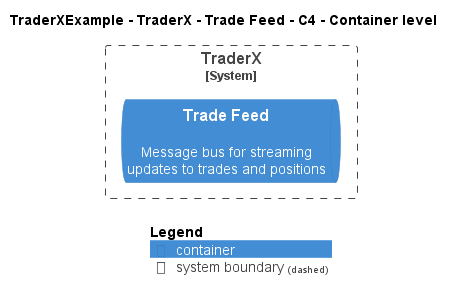 TraderXExample - TraderX - Trade Feed - C4 - Container level
TraderX
[System]
Trade Feed
Message bus for streaming
updates to trades and positions
Legend
container
system boundary (dashed)